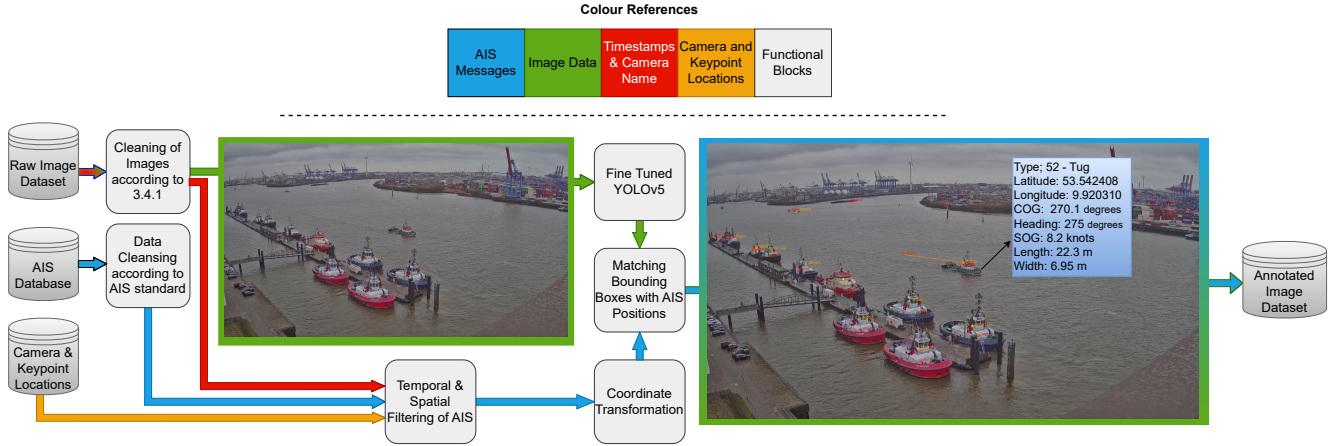 Colour References
AIS
Messages
Image Data
Timestamps
& Camera
Name
Camera and
Keypoint
Locations
Functional
Blocks
Raw Image
Dataset
Cleaning of
Images
according to
3.4.1
Fine Tuned
YOLOv5
Type; 52 - Tug
Latitude: 53.542408
Longitude: 9.920310
COG: 270.1 degrees
Heading: 275 degrees
SOG: 8.2 knots
Length: 22.3 m
Width: 6.95 m
AIS
Database
Data
Cleansing
according to
AIS standard
Matching
Bounding
Boxes with AIS
Positions
Annotated
Image
Dataset
Camera &
Keypoint
Locations
Temporal &
Spatial
Filtering of AIS
Coordinate
Transformation